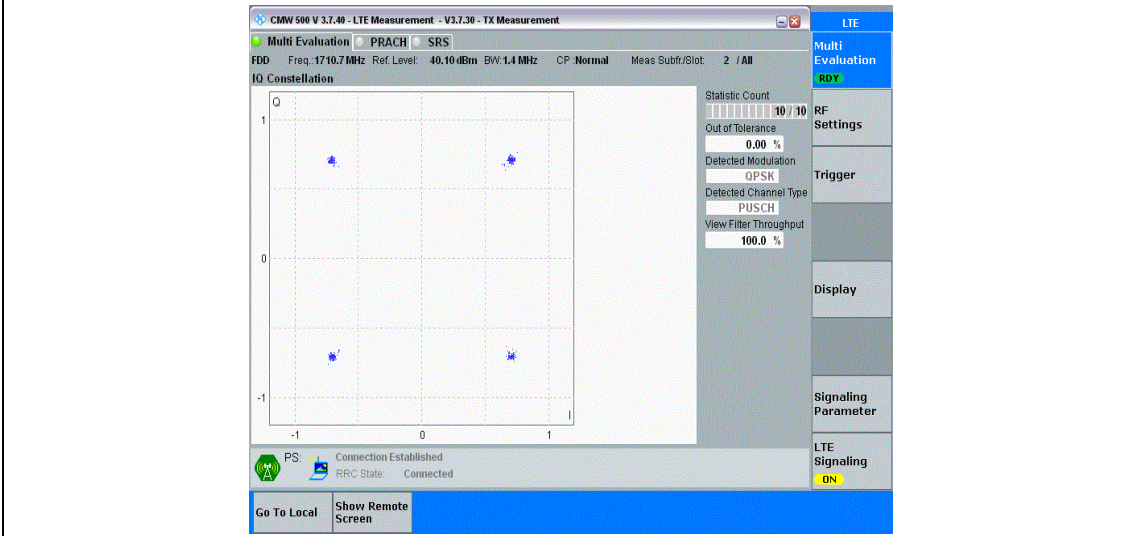 CMW 500 V 3.7.40 - LTE Measurement - V3.7.30 - TX Measurement
LTE
Multi Evaluation PRACH SRS
Multi
Evaluation
RDY
FDD Freq.: 1710.7 MHz Ref. Level: 40.10 dBm BW: 1.4 MHz CP : Normal Meas Subfr./Slot: 2 / All
IQ Constellation
Q
1
0
-1
-1 0 1
I
Statistic Count
10 / 10
Out of Tolerance
0.00 %
Detected Modulation
QPSK
Detected Channel Type
PUSCH
View Filter Throughput
100.0 %
RF
Settings
Trigger
Display
Signaling
Parameter
LTE
Signaling
ON
PS: Connection Established
RRC State: Connected
Go To Local
Show Remote
Screen